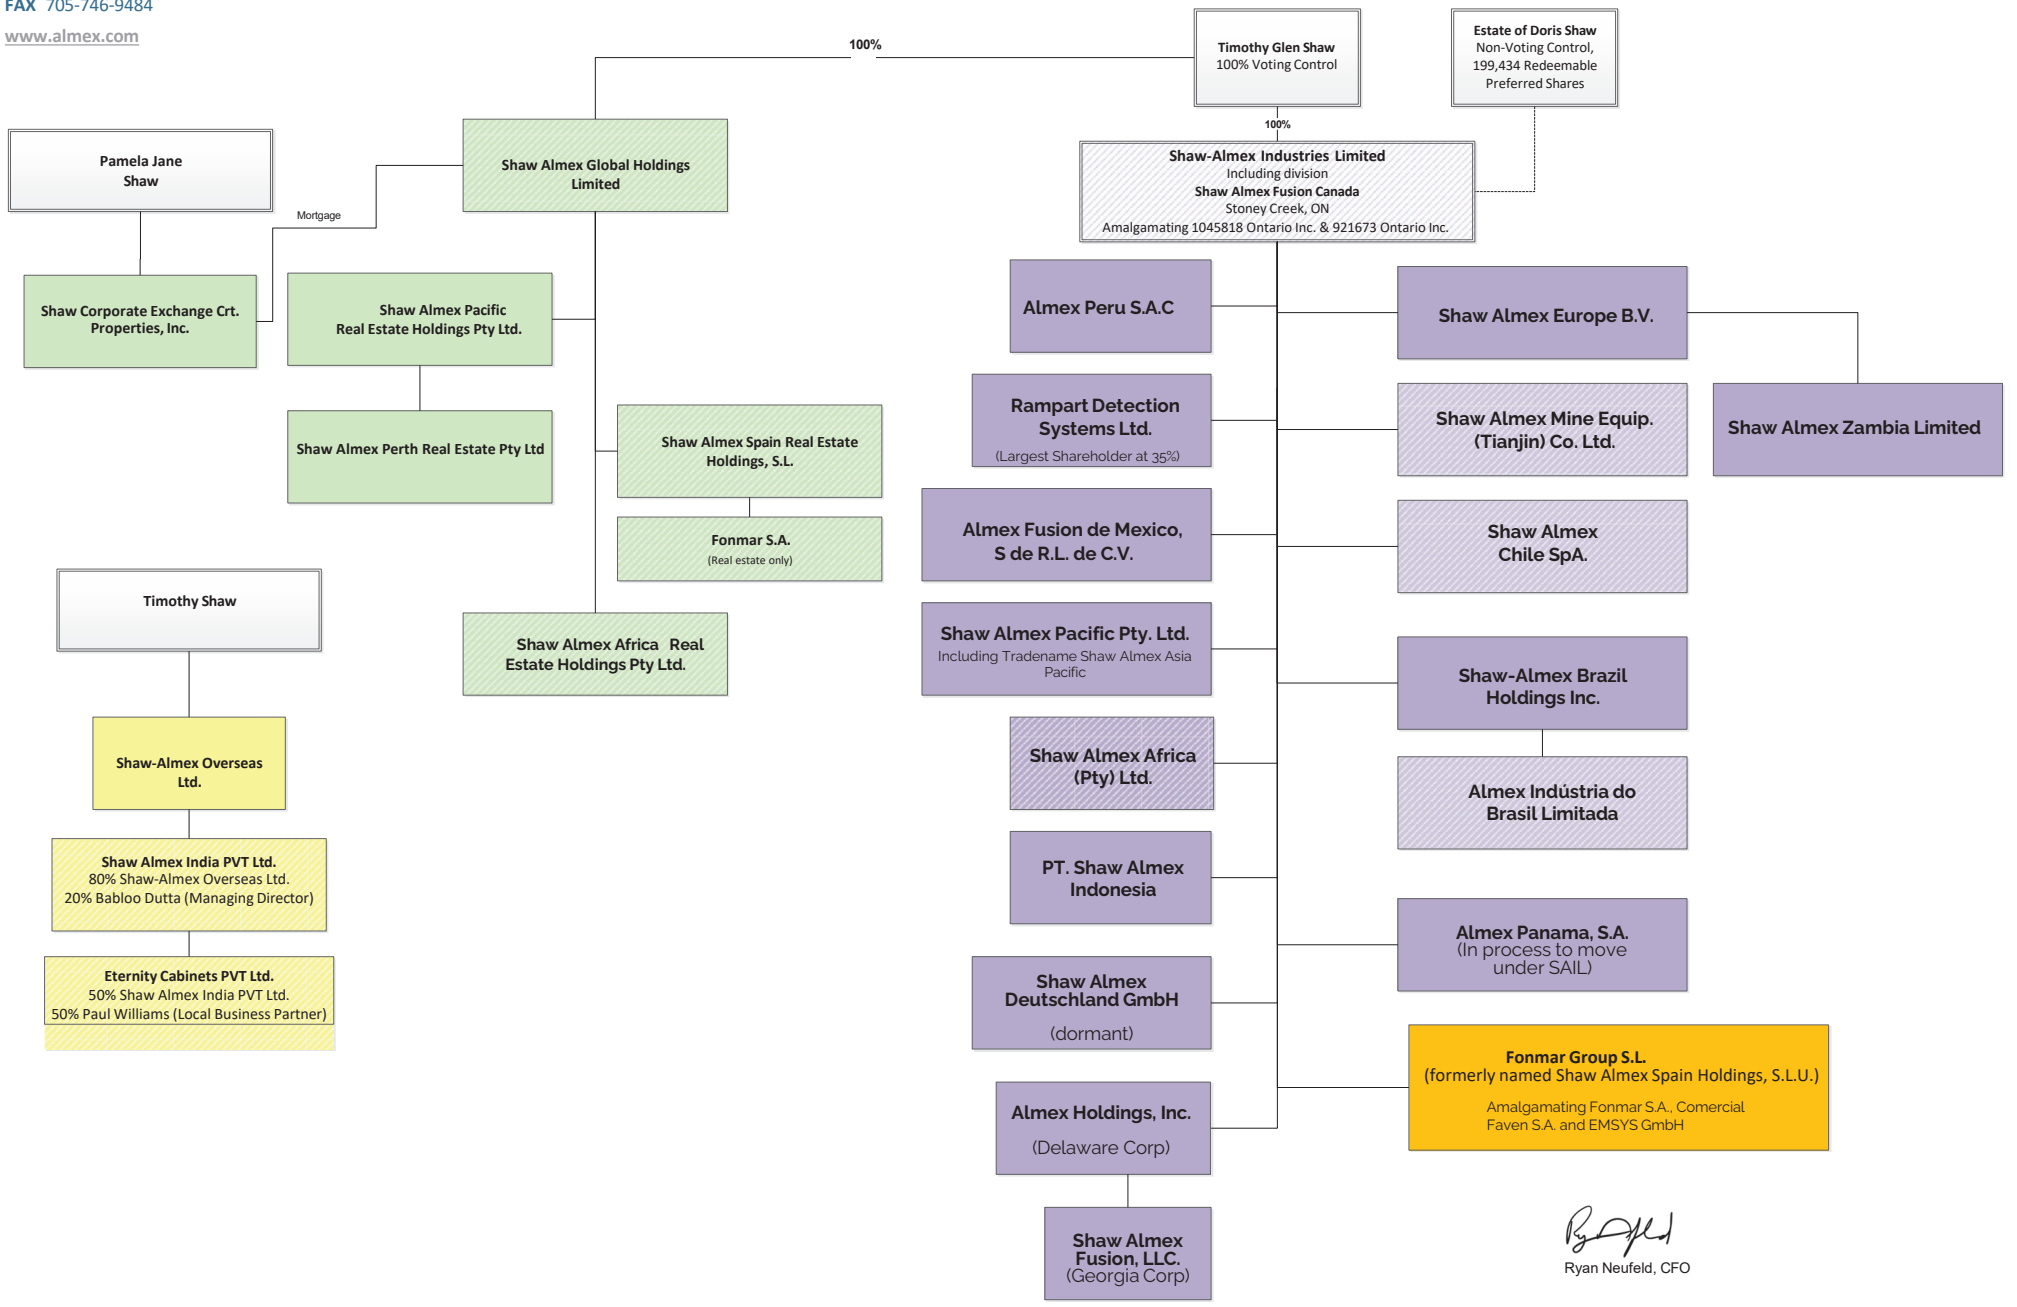 FAX 705-746-9484
www.almex.com
100%
Timothy Glen Shaw
100% Voting Control
Estate of Doris Shaw
Non-Voting Control,
199,434 Redeemable
Preferred Shares
100%
Pamela Jane
Shaw
Shaw Almex Global Holdings
Limited
Shaw-Almex Industries Limited
Including division
Shaw Almex Fusion Canada
Stoney Creek, ON
Amalgamating 1045818 Ontario Inc. & 921673 Ontario Inc.
Mortgage
Shaw Corporate Exchange Crt.
Properties, Inc.
Shaw Almex Pacific
Real Estate Holdings Pty Ltd.
Shaw Almex Perth Real Estate Pty Ltd
Shaw Almex Spain Real Estate
Holdings, S.L.
Fonmar S.A.
(Real estate only)
Shaw Almex Africa Real
Estate Holdings Pty Ltd.
Timothy Shaw
Shaw-Almex Overseas
Ltd.
Shaw Almex India PVT Ltd.
80% Shaw-Almex Overseas Ltd.
20% Babloo Dutta (Managing Director)
Eternity Cabinets PVT Ltd.
50% Shaw Almex India PVT Ltd.
50% Paul Williams (Local Business Partner)
Almex Peru S.A.C
Rampart Detection
Systems Ltd.
(Largest Shareholder at 35%)
Almex Fusion de Mexico,
S de R.L. de C.V.
Shaw Almex Pacific Pty. Ltd.
Including Tradename Shaw Almex Asia
Pacific
Shaw Almex Africa
(Pty) Ltd.
PT. Shaw Almex
Indonesia
Shaw Almex
Deutschland GmbH
(dormant)
Almex Holdings, Inc.
(Delaware Corp)
Shaw Almex
Fusion, LLC.
(Georgia Corp)
Shaw Almex Europe B.V.
Shaw Almex Zambia Limited
Shaw Almex Mine Equip.
(Tianjin) Co. Ltd.
Shaw Almex
Chile SpA.
Shaw-Almex Brazil
Holdings Inc.
Almex Indústria do
Brasil Limitada
Almex Panama, S.A.
(In process to move
under SAIL)
Fonmar Group S.L.
(formerly named Shaw Almex Spain Holdings, S.L.U.)
Amalgamating Fonmar S.A., Comercial
Faven S.A. and EMSYS GmbH
Ryan Neufeld, CFO